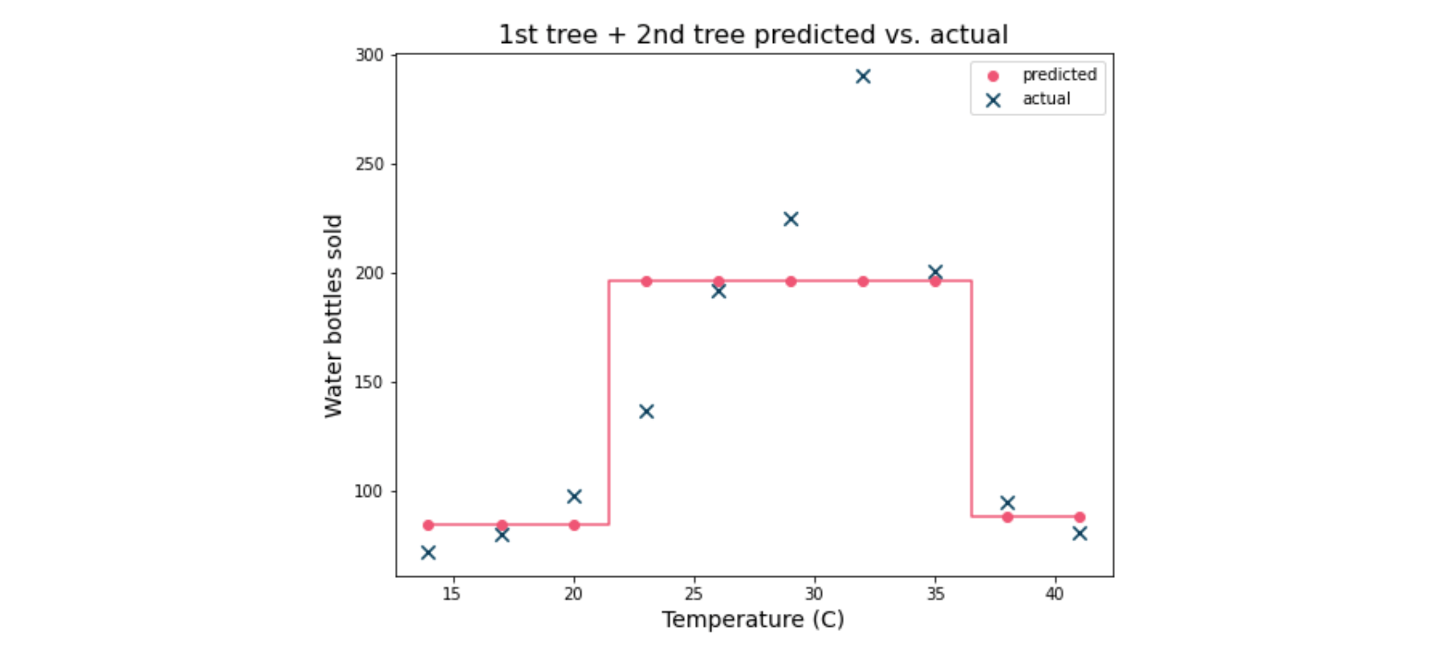 1st tree + 2nd tree predicted vs. actual
300
250
200
150
100
Water bottles sold
predicted
actual
15 20 25 30 35 40
Temperature (C)